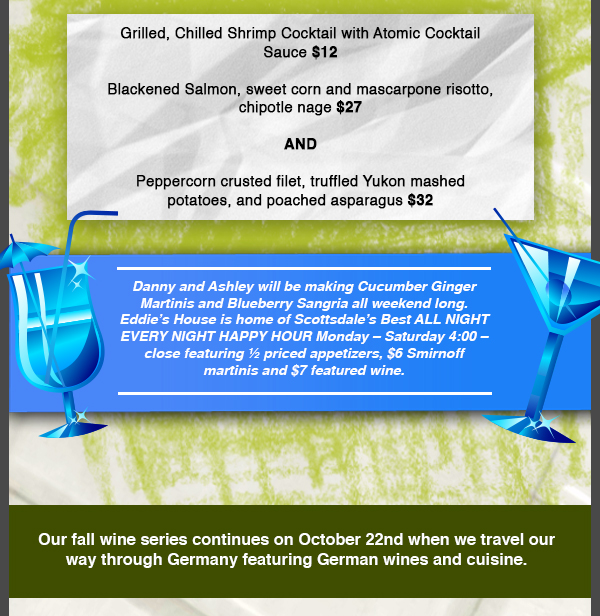 Grilled, Chilled Shrimp Cocktail with Atomic Cocktail
Sauce $12
Blackened Salmon, sweet corn and mascarpone risotto,
chipotle nage $27
AND
Peppercorn crusted filet, truffled Yukon mashed
potatoes, and poached asparagus $32
Danny and Ashley will be making Cucumber Ginger
Martinis and Blueberry Sangria all weekend long.
Eddie's House is home of Scottsdale's Best ALL NIGHT
EVERY NIGHT HAPPY HOUR Monday – Saturday 4:00 –
close featuring ½ priced appetizers, $6 Smirnoff
martinis and $7 featured wine.
Our fall wine series continues on October 22nd when we travel our
way through Germany featuring German wines and cuisine.